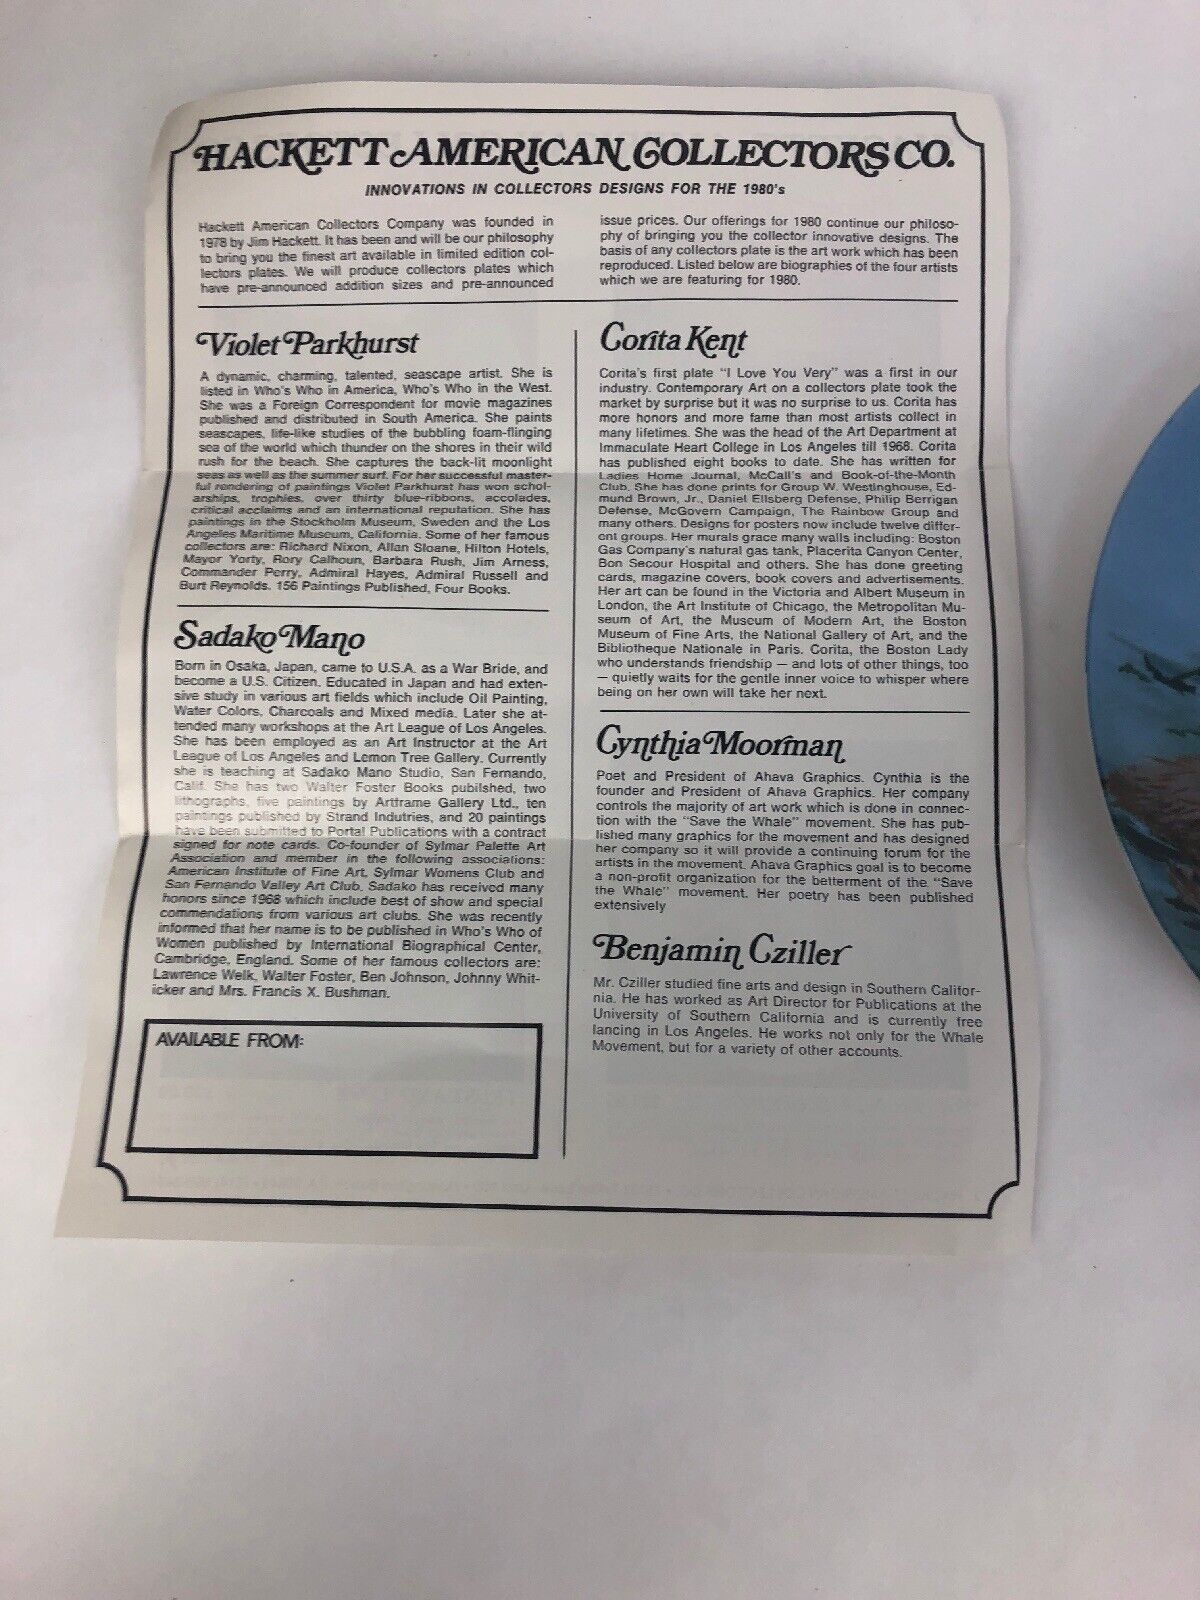 HACKETT AMERICAN COLLECTORS CO.
INNOVATIONS IN COLLECTORS DESIGNS FOR THE 1980's
Hackett American Collectors Company was founded in
1978 by Jim Hackett. It has been and will be our philosophy
to bring you the finest art available in limited edition col-
lectors plates. We will produce collectors plates which
have pre-announced addition sizes and pre-announced
issue prices. Our offerings for 1980 continue our philoso-
phy of bringing you the collector innovative designs. The
basis of any collectors plate is the art work which has been
reproduced. Listed below are biographies of the four artists
which we are featuring for 1980.
Violet Parkhurst
A dynamic, charming, talented, seascape artist. She is
listed in Who's Who in America, Who's Who in the West.
She was a Foreign Correspondent for movie magazines
published and distributed in South America. She paints
seascapes, life-like studies of the bubbling foam-flinging
sea of the world which thunder on the shores in their wild
rush for the beach. She captures the back-lit moonlight
seas as well as the summer surf. For her successful master-
ful rendering of paintings Violet Parkhurst has won schol-
arships, trophies, over thirty blue-ribbons, accolades,
critical acclaims and an international reputation. She has
paintings in the Stockholm Museum, Sweden and the Los
Angeles Maritime Museum, California. Some of her famous
collectors are: Richard Nixon, Allan Sloane, Hilton Hotels,
Mayor Yorty, Rory Calhoun, Barbara Rush, Jim Arness,
Commander Perry, Admiral Hayes, Admiral Russell and
Burt Reynolds. 156 Paintings Published, Four Books.
Sadako Mano
Born in Osaka, Japan, came to U.S.A. as a War Bride, and
become a U.S. Citizen. Educated in Japan and had exten-
sive study in various art fields which include Oil Painting,
Water Colors, Charcoals and Mixed media. Later she at-
tended many workshops at the Art League of Los Angeles.
She has been employed as an Art Instructor at the Art
League of Los Angeles and Lemon Tree Gallery. Currently
she is teaching at Sadako Mano Studio, San Fernando,
Calif. She has two Walter Foster Books pubilshed, two
lithographs, five paintings by Artframe Gallery Ltd., ten
paintings published by Strand Indutries, and 20 paintings
have been submitted to Portal Publications with a contract
signed for note cards. Co-founder of Sylmar Palette Art
Association and member in the following associations:
American Institute of Fine Art, Sylmar Womens Club and
San Fernando Valley Art Club. Sadako has received many
honors since 1968 which include best of show and special
commendations from various art clubs. She was recently
informed that her name is to be published in Who's Who of
Women published by International Biographical Center,
Cambridge, England. Some of her famous collectors are:
Lawrence Welk, Walter Foster, Ben Johnson, Johnny Whit-
icker and Mrs. Francis X. Bushman.
AVAILABLE FROM:
Corita Kent
Corita's first plate "I Love You Very" was a first in our
industry. Contemporary Art on a collectors plate took the
market by surprise but it was no surprise to us. Corita has
more honors and more fame than most artists collect in
many lifetimes. She was the head of the Art Department at
Immaculate Heart College in Los Angeles till 1968. Corita
has published eight books to date. She has written for
Ladies Home Journal, McCall's and Book-of-the-Month
Club. She has done prints for Group W. Westinghouse, Ed-
mund Brown, Jr., Daniel Ellsberg Defense, Philip Berrigan
Defense, McGovern Campaign, The Rainbow Group and
many others. Designs for posters now include twelve differ-
ent groups. Her murals grace many walls including: Boston
Gas Company's natural gas tank, Placerita Canyon Center,
Bon Secour Hospital and others. She has done greeting
cards, magazine covers, book covers and advertisements.
Her art can be found in the Victoria and Albert Museum in
London, the Art Institute of Chicago, the Metropolitan Mu-
seum of Art, the Museum of Modern Art, the Boston
Museum of Fine Arts, the National Gallery of Art, and the
Bibliotheque Nationale in Paris. Corita, the Boston Lady
who understands friendship — and lots of other things, too
— quietly waits for the gentle inner voice to whisper where
being on her own will take her next.
Cynthia Moorman
Poet and President of Ahava Graphics. Cynthia is the
founder and President of Ahava Graphics. Her company
controls the majority of art work which is done in connec-
tion with the "Save the Whale" movement. She has pub-
lished many graphics for the movement and has designed
her company so it will provide a continuing forum for the
artists in the movement. Ahava Graphics goal is to become
a non-profit organization for the betterment of the "Save
the Whale" movement. Her poetry has been published
extensively
Benjamin Cziller
Mr. Cziller studied fine arts and design in Southern Califor-
nia. He has worked as Art Director for Publications at the
University of Southern California and is currently free
lancing in Los Angeles. He works not only for the Whale
Movement, but for a variety of other accounts.